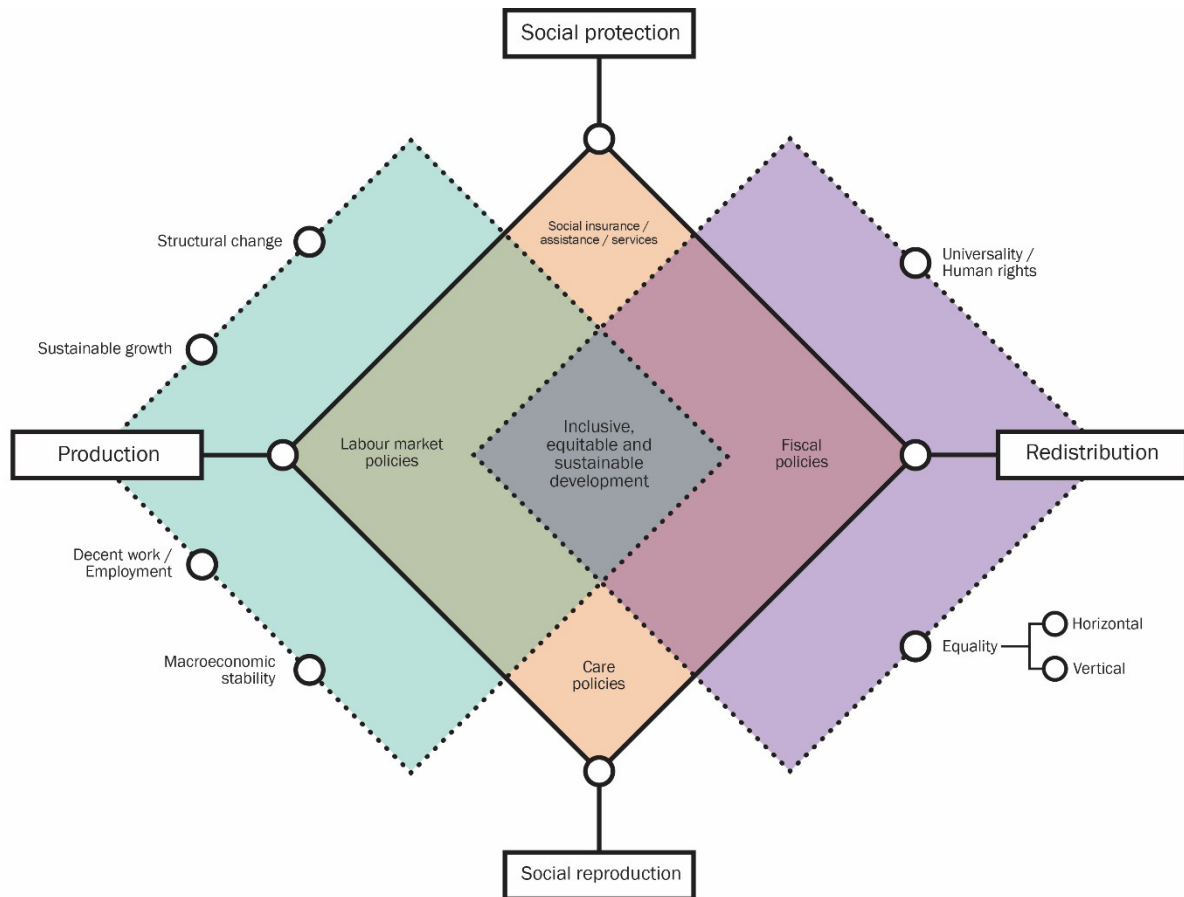 Social protection
Social insurance /
assistance / services
Structural change
Universality /
Human rights
Sustainable growth
Production
Labour market
policies
Inclusive,
equitable and
sustainable
development
Fiscal
policies
Redistribution
Decent work /
Employment
Macroeconomic
stability
Care
policies
Equality
Horizontal
Vertical
Social reproduction